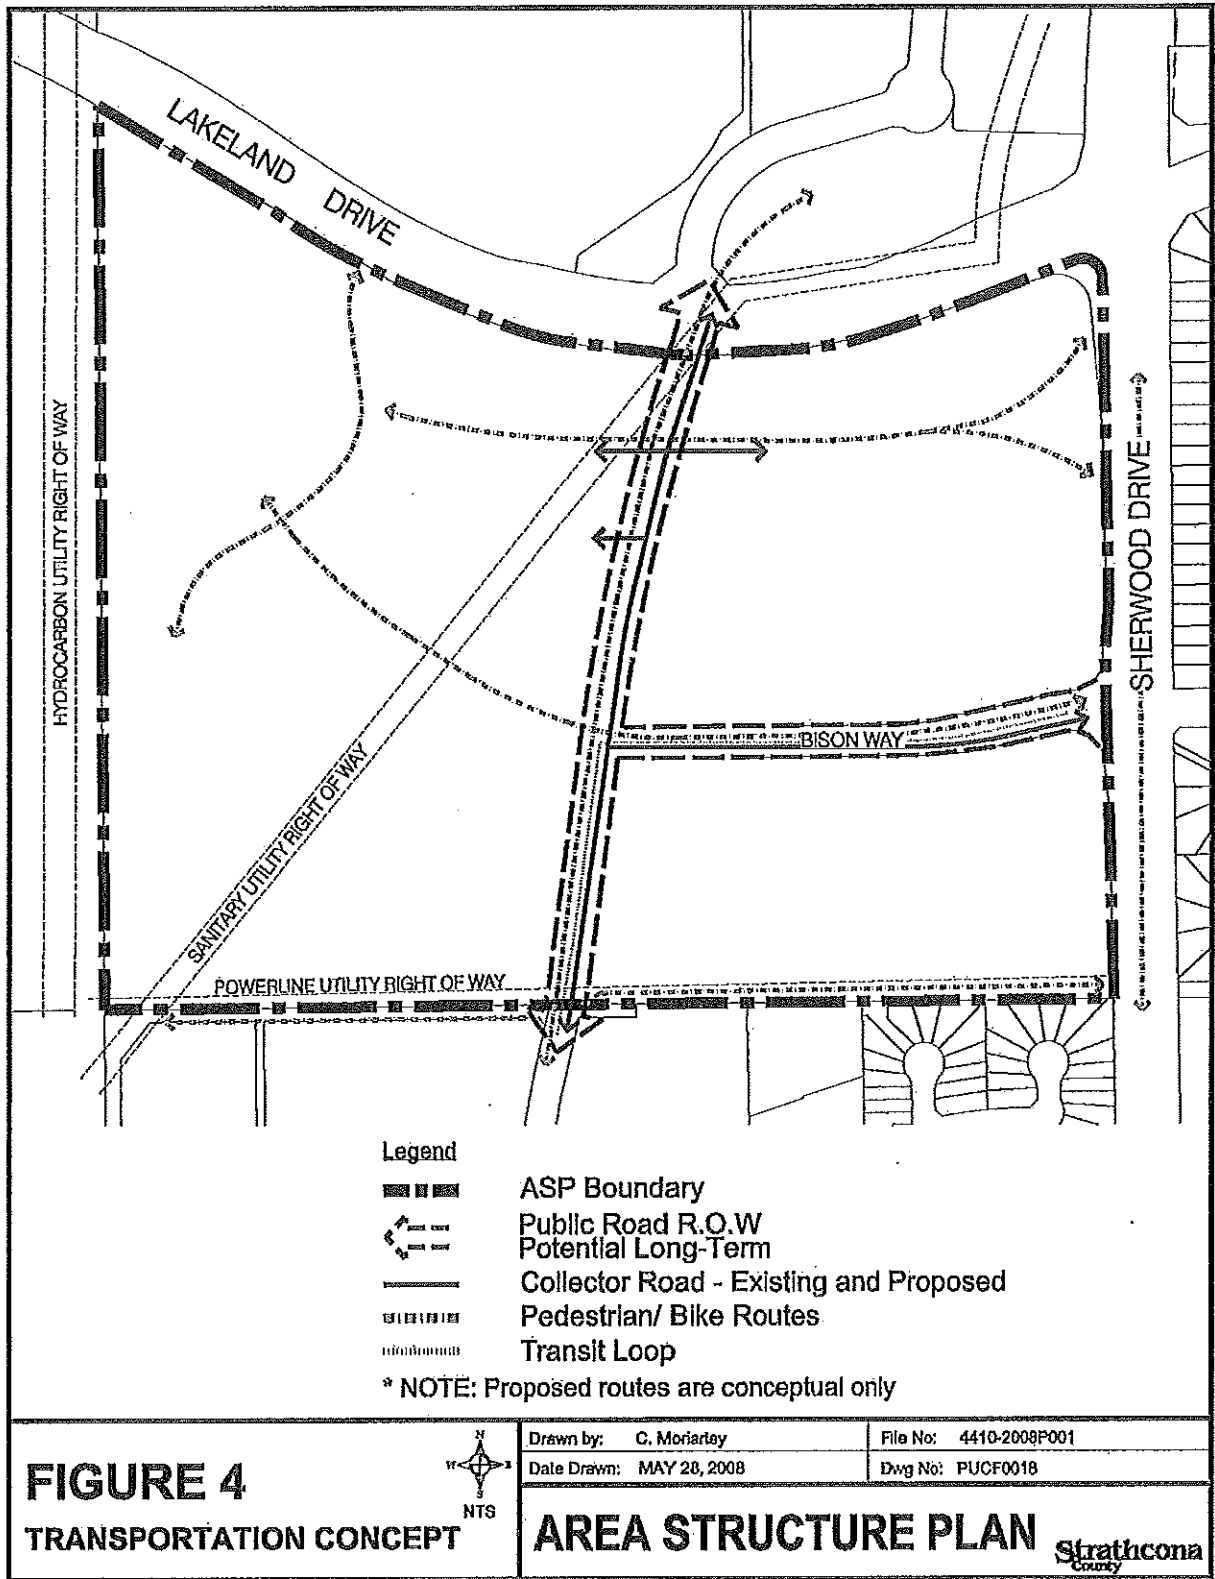 LAKELAND DRIVE
HYDROCARBON UTILITY RIGHT OF WAY
SHERWOOD DRIVE
BISON WAY
SANITARY UTILITY RIGHT OF WAY
POWERLINE UTILITY RIGHT OF WAY
Legend
ASP Boundary
Public Road R.O.W
Potential Long-Term
Collector Road - Existing and Proposed
Pedestrian/ Bike Routes
Transit Loop
* NOTE: Proposed routes are conceptual only
FIGURE 4
TRANSPORTATION CONCEPT
N
W
S
NTS
Drawn by: C. Moriartey
File No: 4410-2008P001
Date Drawn: MAY 28, 2008
Dwg No: PUCF0018
AREA STRUCTURE PLAN
Strathcona
County